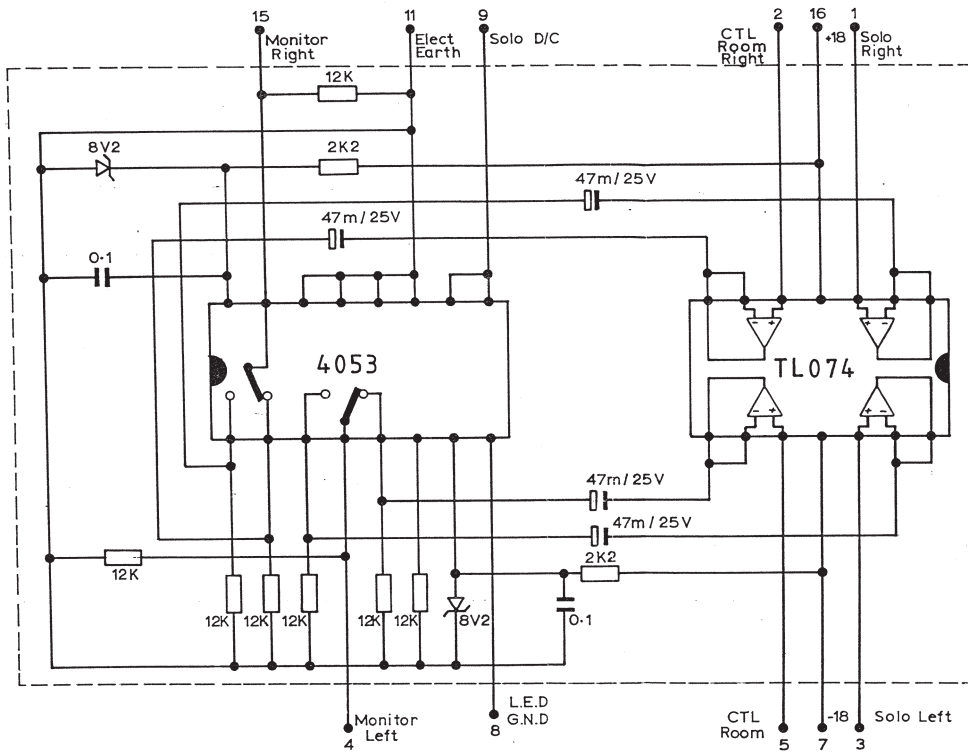 15
Monitor
Right
11
Elect
Earth
9
Solo D/C
2
CTL
Room
Right
16
+18
1
Solo
Right
12K
8V2
2K2
47m/25V
47m/25V
0·1
4053
TL074
47m/25V
47m/25V
2K2
12K
12K
12K
12K
12K
12K
8V2
0·1
Monitor
Left
4
L.E.D
G.N.D
8
CTL
Room
5
-18
7
Solo Left
3